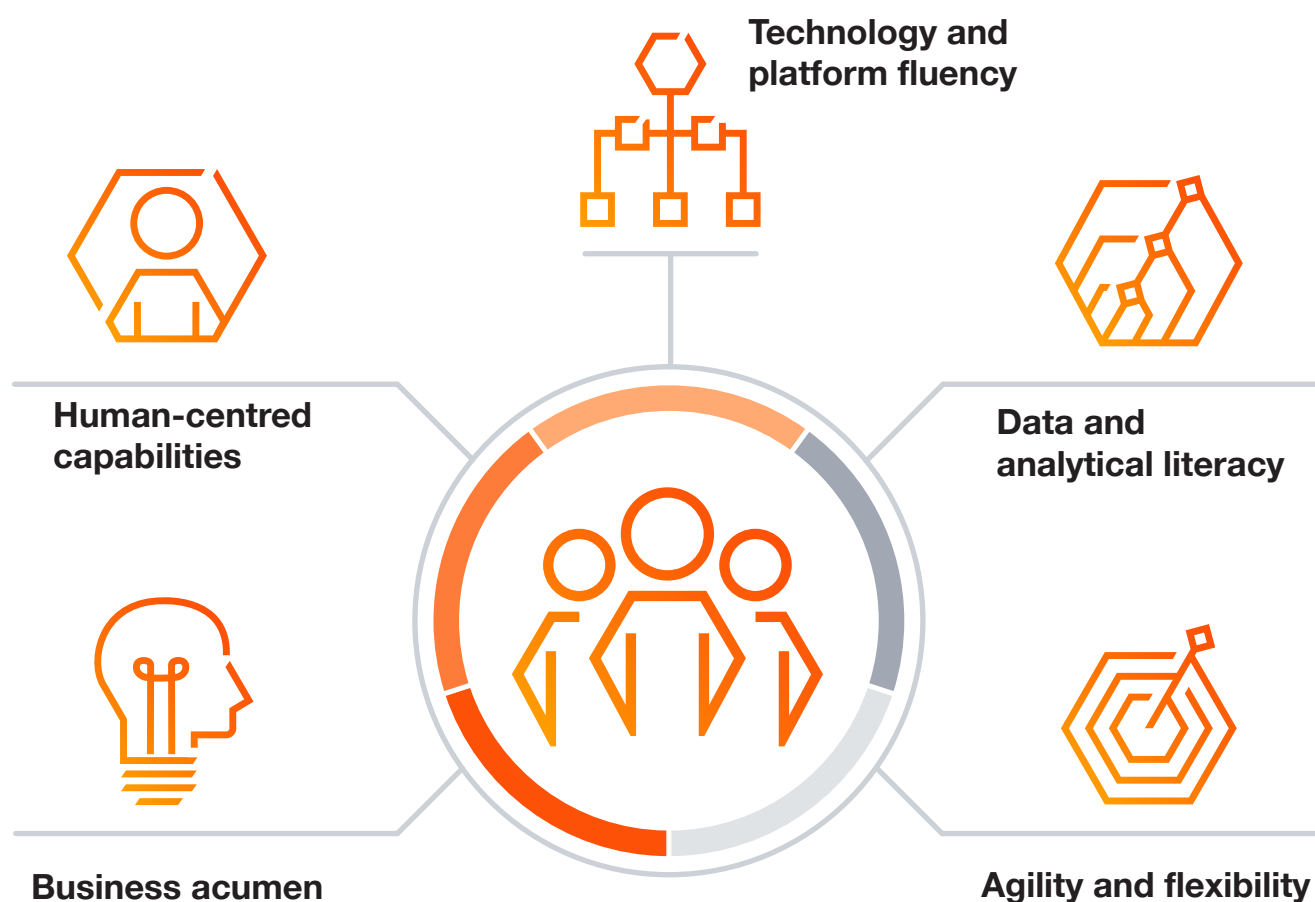 Technology and
platform fluency
Human-centred
capabilities
Data and
analytical literacy
Business acumen
Agility and flexibility